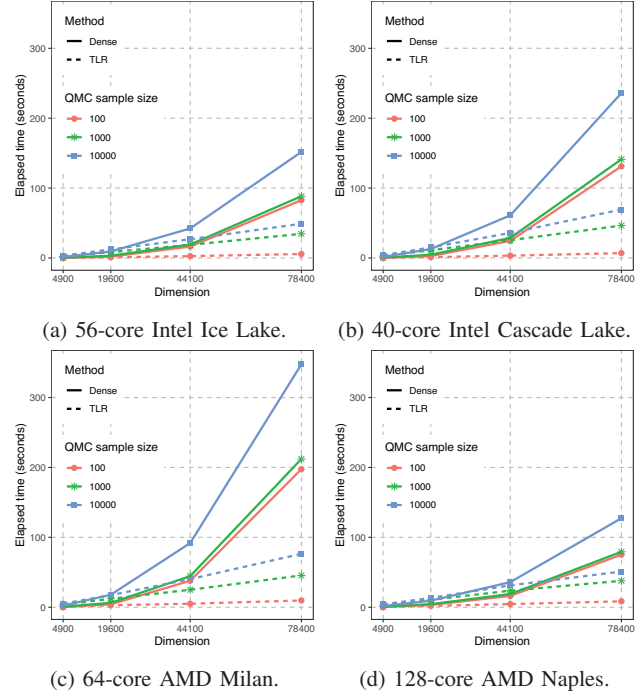 Method
Dense
TLR
QMC sample size
100
1000
10000
Elapsed time (seconds)
300
200
100
0
4900 19600 44100 78400
Dimension
(a) 56-core Intel Ice Lake.
Method
Dense
TLR
QMC sample size
100
1000
10000
Elapsed time (seconds)
300
200
100
0
4900 19600 44100 78400
Dimension
(b) 40-core Intel Cascade Lake.
Method
Dense
TLR
QMC sample size
100
1000
10000
Elapsed time (seconds)
300
200
100
0
4900 19600 44100 78400
Dimension
(c) 64-core AMD Milan.
Method
Dense
TLR
QMC sample size
100
1000
10000
Elapsed time (seconds)
300
200
100
0
4900 19600 44100 78400
Dimension
(d) 128-core AMD Naples.